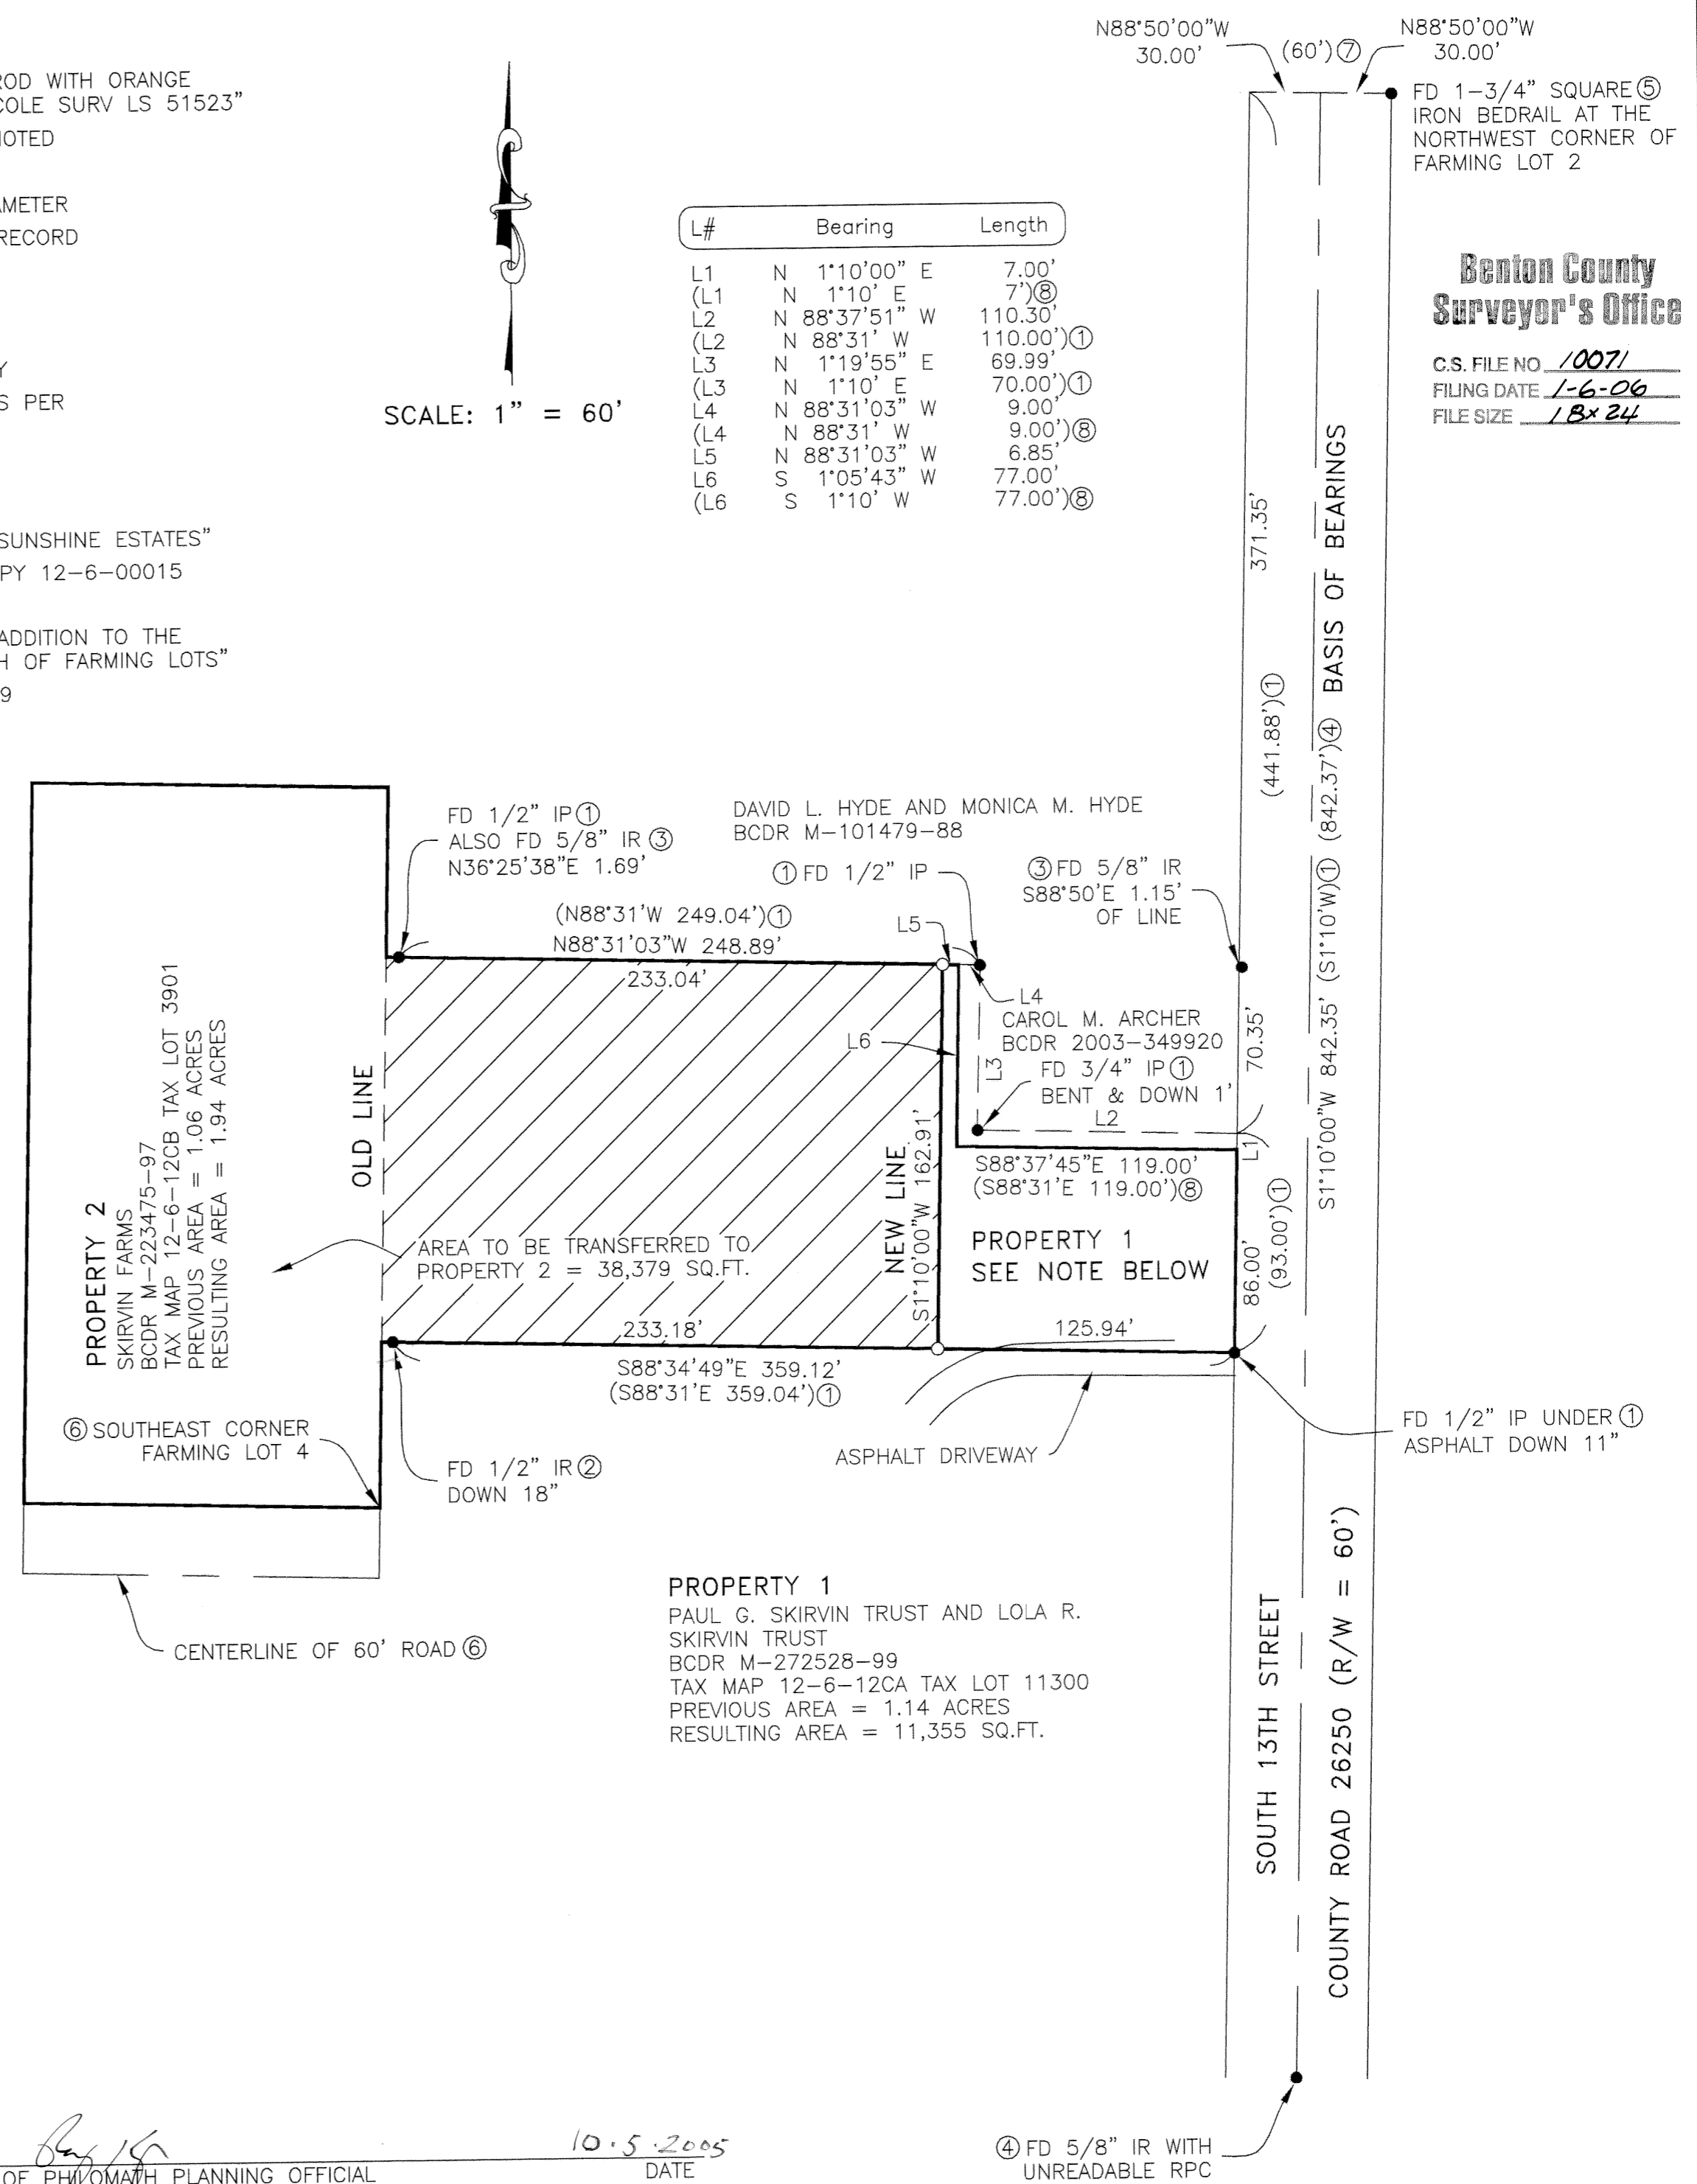 N88°50'00"W
30.00'
(60')⑦
N88°50'00"W
30.00'
FD 1-3/4" SQUARE⑤
IRON BEDRAIL AT THE
NORTHWEST CORNER OF
FARMING LOT 2
ROD WITH ORANGE
COLE SURV LS 51523"
NOTED
AMETER
RECORD
Y
S PER
SUNSHINE ESTATES"
PY 12-6-00015
ADDITION TO THE
H OF FARMING LOTS"
9
SCALE: 1" = 60'
L# Bearing Length
L1 N 1°10'00" E 7.00'
(L1 N 1°10' E 7')⑧
L2 N 88°37'51" W 110.30'
(L2 N 88°31' W 110.00')①
L3 N 1°19'55" E 69.99'
(L3 N 1°10' E 70.00')①
L4 N 88°31'03" W 9.00'
(L4 N 88°31' W 9.00')⑧
L5 N 88°31'03" W 6.85'
L6 S 1°05'43" W 77.00'
(L6 S 1°10' W 77.00')⑧
Benton County
Surveyor's Office
C.S. FILE NO 10071
FILING DATE 1-6-06
FILE SIZE 18x24
371.35'
(441.88')①
S1°10'00"W 842.35' (S1°10'W)① (842.37')④ BASIS OF BEARINGS
FD 1/2" IP①
ALSO FD 5/8" IR③
N36°25'38"E 1.69'
DAVID L. HYDE AND MONICA M. HYDE
BCDR M-101479-88
①FD 1/2" IP
③FD 5/8" IR
S88°50'E 1.15'
OF LINE
(N88°31'W 249.04')①
N88°31'03"W 248.89'
233.04'
L5
L4
CAROL M. ARCHER
BCDR 2003-349920
L6
L3
FD 3/4" IP①
BENT & DOWN 1'
L2
70.35'
L1
OLD LINE
PROPERTY 2
SKIRVIN FARMS
BCDR M-223475-97
TAX MAP 12-6-12CB TAX LOT 3901
PREVIOUS AREA = 1.06 ACRES
RESULTING AREA = 1.94 ACRES
NEW LINE
S1°10'00"W 162.91'
S88°37'45"E 119.00'
(S88°31'E 119.00')⑧
PROPERTY 1
SEE NOTE BELOW
86.00'
(93.00')①
AREA TO BE TRANSFERRED TO
PROPERTY 2 = 38,379 SQ.FT.
233.18'
125.94'
S88°34'49"E 359.12'
(S88°31'E 359.04')①
⑥SOUTHEAST CORNER
FARMING LOT 4
FD 1/2" IR②
DOWN 18"
ASPHALT DRIVEWAY
FD 1/2" IP UNDER①
ASPHALT DOWN 11"
CENTERLINE OF 60' ROAD⑥
PROPERTY 1
PAUL G. SKIRVIN TRUST AND LOLA R.
SKIRVIN TRUST
BCDR M-272528-99
TAX MAP 12-6-12CA TAX LOT 11300
PREVIOUS AREA = 1.14 ACRES
RESULTING AREA = 11,355 SQ.FT.
SOUTH 13TH STREET
COUNTY ROAD 26250 (R/W = 60')
④FD 5/8" IR WITH
UNREADABLE RPC
10.5.2005
OF PHILOMATH PLANNING OFFICIAL
DATE